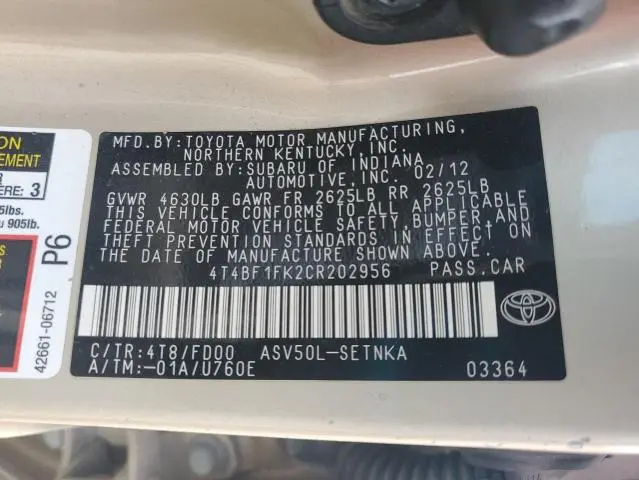 MFD.BY:TOYOTA MOTOR MANUFACTURING,
NORTHERN KENTUCKY, INC.
ASSEMBLED BY:SUBARU OF INDIANA
AUTOMOTIVE, INC. 02/12
GVWR 4630LB GAWR FR 2625LB RR 2625LB
THIS VEHICLE CONFORMS TO ALL APPLICABLE
FEDERAL MOTOR VEHICLE SAFETY, BUMPER, AND
THEFT PREVENTION STANDARDS IN EFFECT ON
THE DATE OF MANUFACTURE SHOWN ABOVE.
4T4BF1FK2CR202956 PASS.CAR
C/TR:4T8/FD00 ASV50L-SETNKA
A/TM:-01A/U760E 03364
TOYOTA
ERE: 3
5lbs.
905lb.
P6
42661-06712